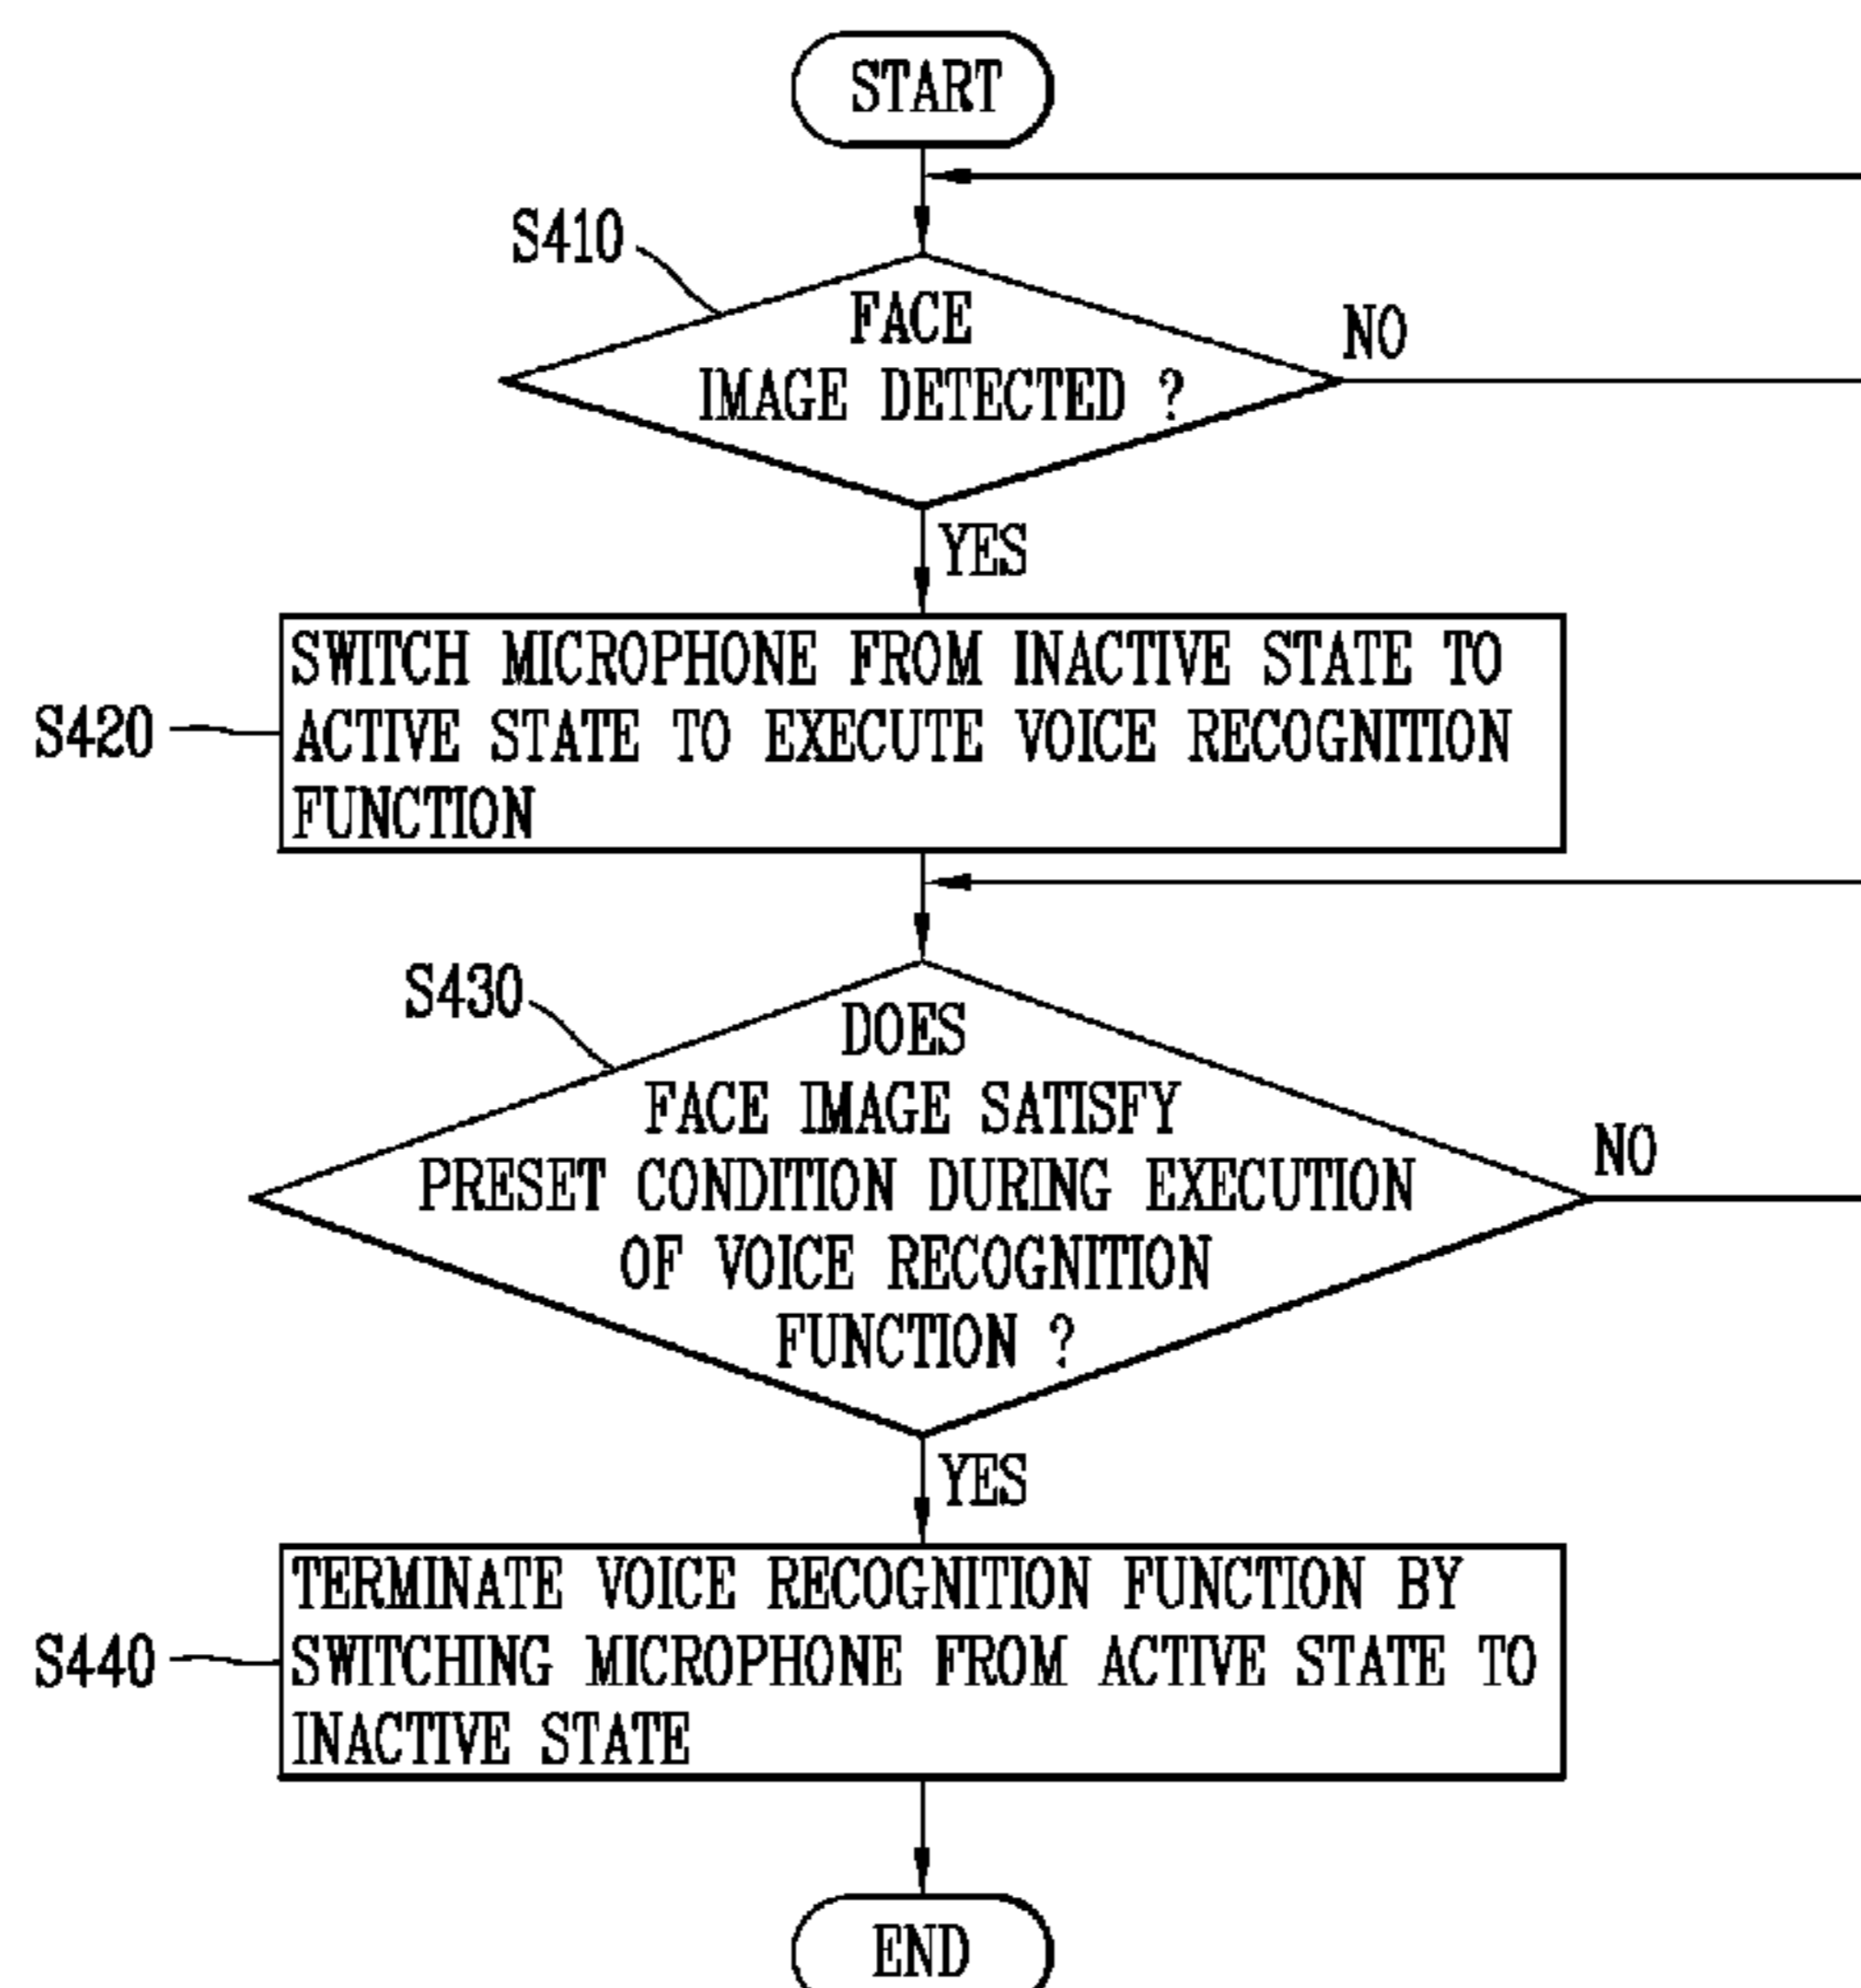 START
S410
FACE
IMAGE DETECTED ?
NO
YES
SWITCH MICROPHONE FROM INACTIVE STATE TO
S420
ACTIVE STATE TO EXECUTE VOICE RECOGNITION
FUNCTION
S430
DOES
FACE IMAGE SATISFY
NO
PRESET CONDITION DURING EXECUTION
OF VOICE RECOGNITION
FUNCTION ?
YES
TERMINATE VOICE RECOGNITION FUNCTION BY
S440
SWITCHING MICROPHONE FROM ACTIVE STATE TO
INACTIVE STATE
END